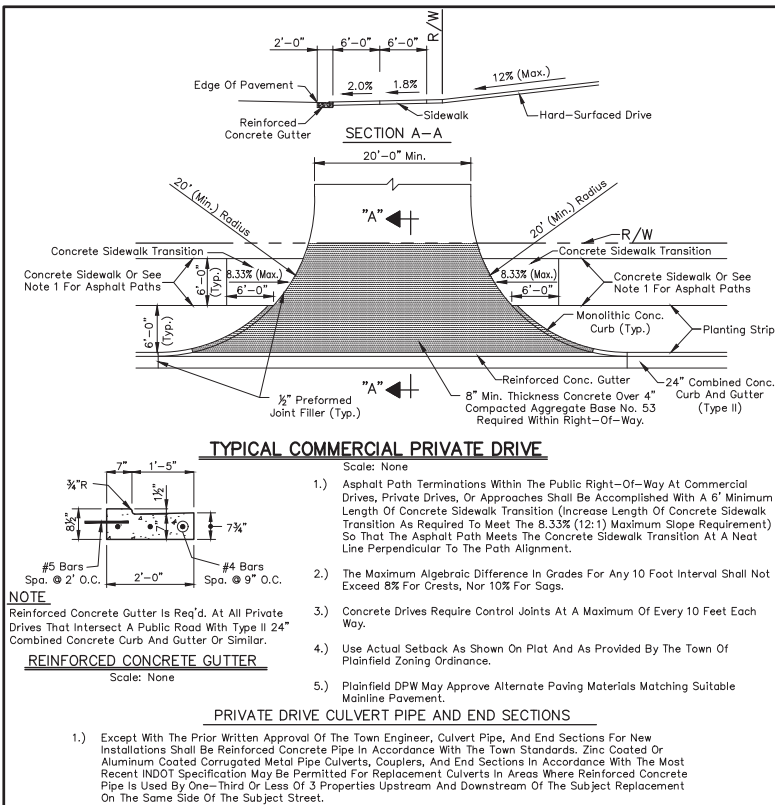 R/W
2'-0" 6'-0" 6'-0"
Edge Of Pavement
2.0%
1.8%
12% (Max.)
Reinforced
Concrete Gutter
Sidewalk
Hard-Surfaced Drive
SECTION A-A
20'-0" Min.
20' (Min.) Radius
"A"
20' (Min.) Radius
R/W
Concrete Sidewalk Transition
Concrete Sidewalk Transition
Concrete Sidewalk Or See
Note 1 For Asphalt Paths
6'-0"
(Typ.)
8.33% (Max.)
6'-0"
8.33% (Max.)
6'-0"
Concrete Sidewalk Or See
Note 1 For Asphalt Paths
6'-0"
(Typ.)
Monolithic Conc.
Curb (Typ.)
Planting Strip
½" Preformed
Joint Filler (Typ.)
"A"
Reinforced Conc. Gutter
8" Min. Thickness Concrete Over 4"
Compacted Aggregate Base No. 53
Required Within Right-Of-Way.
24" Combined Conc.
Curb And Gutter
(Type II)
TYPICAL COMMERCIAL PRIVATE DRIVE
Scale: None
7" 1'-5"
¾"R
1½"
8½"
7"
7¾"
#5 Bars
Spa. @ 2' O.C.
2'-0"
#4 Bars
Spa. @ 9" O.C.
NOTE
Reinforced Concrete Gutter Is Req'd. At All Private
Drives That Intersect A Public Road With Type II 24"
Combined Concrete Curb And Gutter Or Similar.
REINFORCED CONCRETE GUTTER
Scale: None
1.) Asphalt Path Terminations Within The Public Right-Of-Way At Commercial
Drives, Private Drives, Or Approaches Shall Be Accomplished With A 6' Minimum
Length Of Concrete Sidewalk Transition (Increase Length Of Concrete Sidewalk
Transition As Required To Meet The 8.33% (12:1) Maximum Slope Requirement)
So That The Asphalt Path Meets The Concrete Sidewalk Transition At A Neat
Line Perpendicular To The Path Alignment.
2.) The Maximum Algebraic Difference In Grades For Any 10 Foot Interval Shall Not
Exceed 8% For Crests, Nor 10% For Sags.
3.) Concrete Drives Require Control Joints At A Maximum Of Every 10 Feet Each
Way.
4.) Use Actual Setback As Shown On Plat And As Provided By The Town Of
Plainfield Zoning Ordinance.
5.) Plainfield DPW May Approve Alternate Paving Materials Matching Suitable
Mainline Pavement.
PRIVATE DRIVE CULVERT PIPE AND END SECTIONS
1.) Except With The Prior Written Approval Of The Town Engineer, Culvert Pipe, And End Sections For New
Installations Shall Be Reinforced Concrete Pipe In Accordance With The Town Standards. Zinc Coated Or
Aluminum Coated Corrugated Metal Pipe Culverts, Couplers, And End Sections In Accordance With The Most
Recent INDOT Specification May Be Permitted For Replacement Culverts In Areas Where Reinforced Concrete
Pipe Is Used By One-Third Or Less Of 3 Properties Upstream And Downstream Of The Subject Replacement
On The Same Side Of The Subject Street.